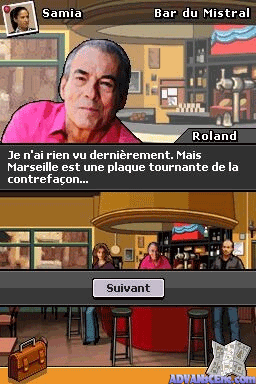 Samia
Bar du Mistral
Roland
Je n'ai rien vu dernièrement. Mais
Marseille est une plaque tournante de la
contrefaçon...
Suivant
ADVANSCENE.com